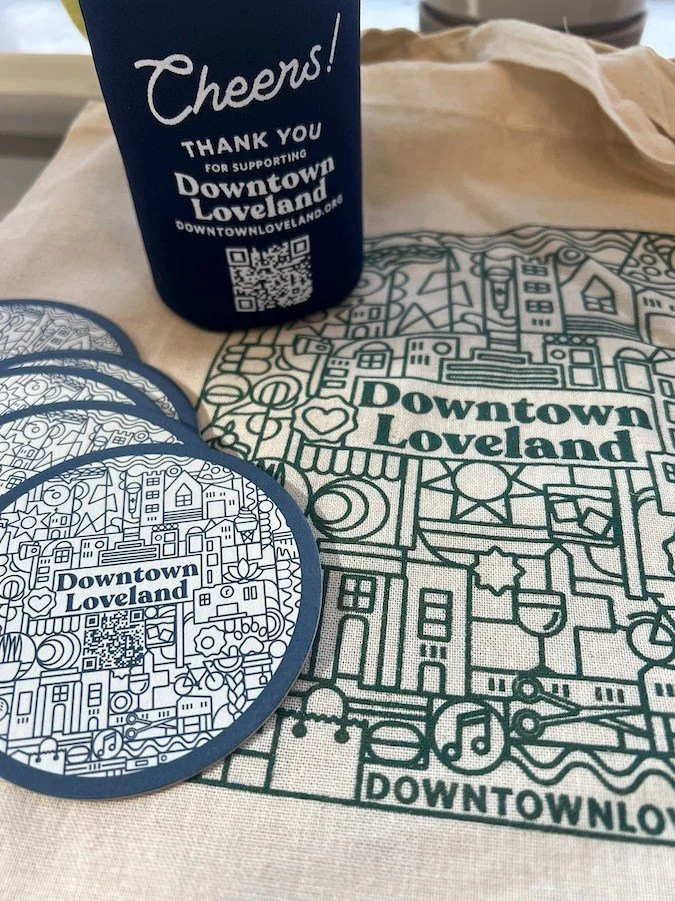 Cheers!
THANK YOU
FOR SUPPORTING
Downtown
Loveland
DOWNTOWNLOVELAND.ORG
Downtown
Loveland
Downtown
Loveland
DOWNTOWNLOV